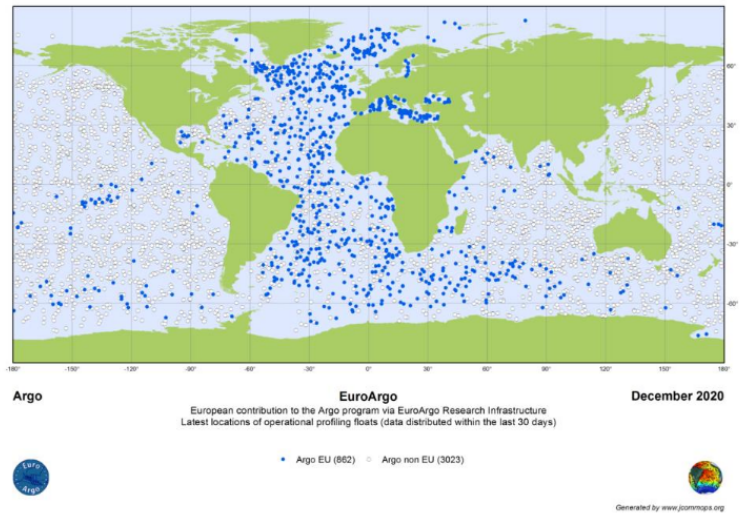 60°
30°
0°
-30°
-60°
-180° -150° -120° -90° -60° -30° 0° 30° 60° 90° 120° 150° 180°
Argo EuroArgo December 2020
European contribution to the Argo program via EuroArgo Research Infrastructure
Latest locations of operational profiling floats (data distributed within the last 30 days)
Argo EU (862) Argo non EU (3023)
Euro
Argo
Generated by www.jcommops.org